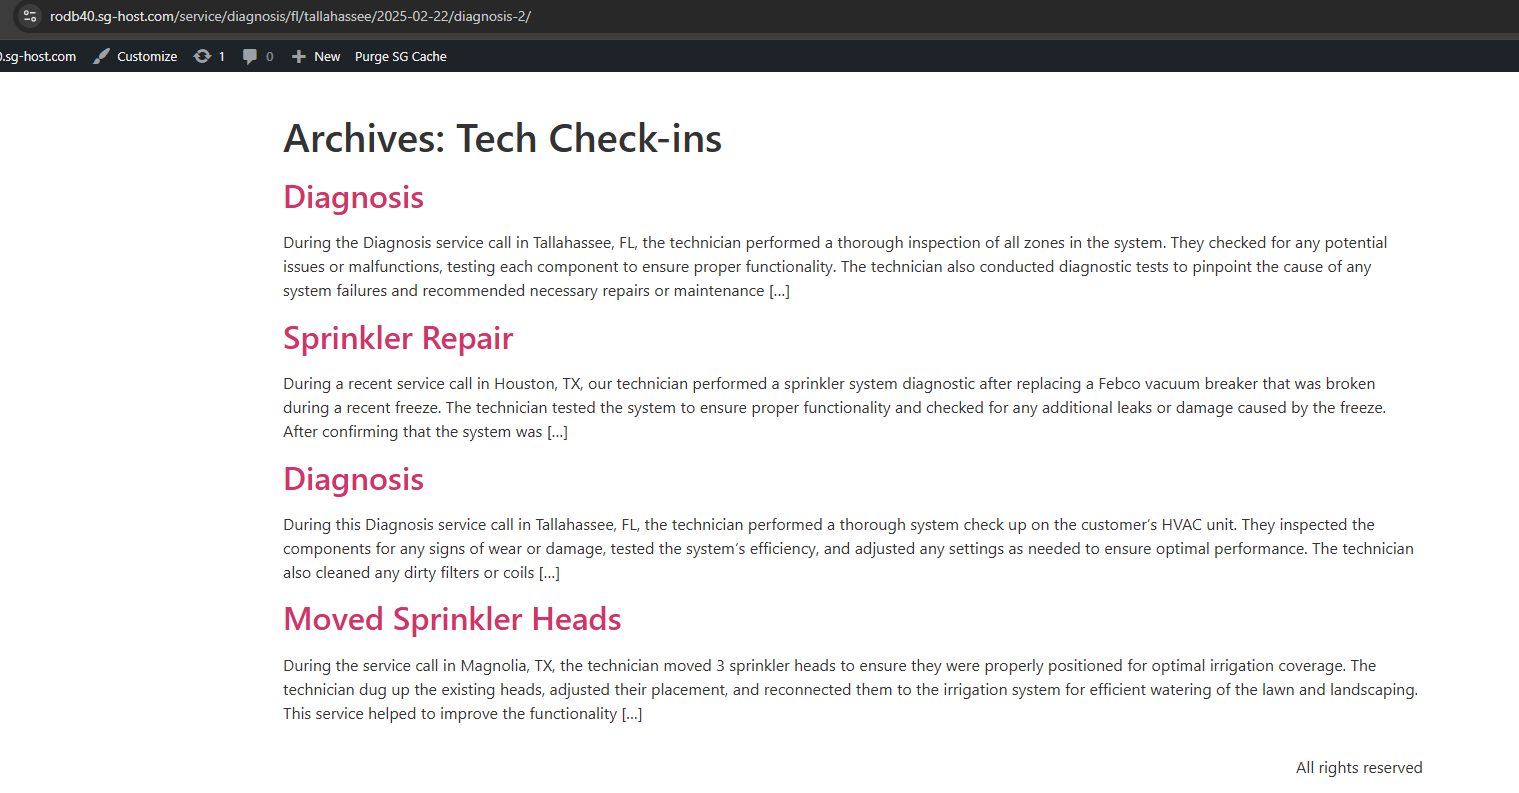 rodb40.sg-host.com/service/diagnosis/fl/tallahassee/2025-02-22/diagnosis-2/
.sg-host.com Customize 1 0 New Purge SG Cache
Archives: Tech Check-ins
Diagnosis
During the Diagnosis service call in Tallahassee, FL, the technician performed a thorough inspection of all zones in the system. They checked for any potential
issues or malfunctions, testing each component to ensure proper functionality. The technician also conducted diagnostic tests to pinpoint the cause of any
system failures and recommended necessary repairs or maintenance […]
Sprinkler Repair
During a recent service call in Houston, TX, our technician performed a sprinkler system diagnostic after replacing a Febco vacuum breaker that was broken
during a recent freeze. The technician tested the system to ensure proper functionality and checked for any additional leaks or damage caused by the freeze.
After confirming that the system was […]
Diagnosis
During this Diagnosis service call in Tallahassee, FL, the technician performed a thorough system check up on the customer’s HVAC unit. They inspected the
components for any signs of wear or damage, tested the system’s efficiency, and adjusted any settings as needed to ensure optimal performance. The technician
also cleaned any dirty filters or coils […]
Moved Sprinkler Heads
During the service call in Magnolia, TX, the technician moved 3 sprinkler heads to ensure they were properly positioned for optimal irrigation coverage. The
technician dug up the existing heads, adjusted their placement, and reconnected them to the irrigation system for efficient watering of the lawn and landscaping.
This service helped to improve the functionality […]
All rights reserved